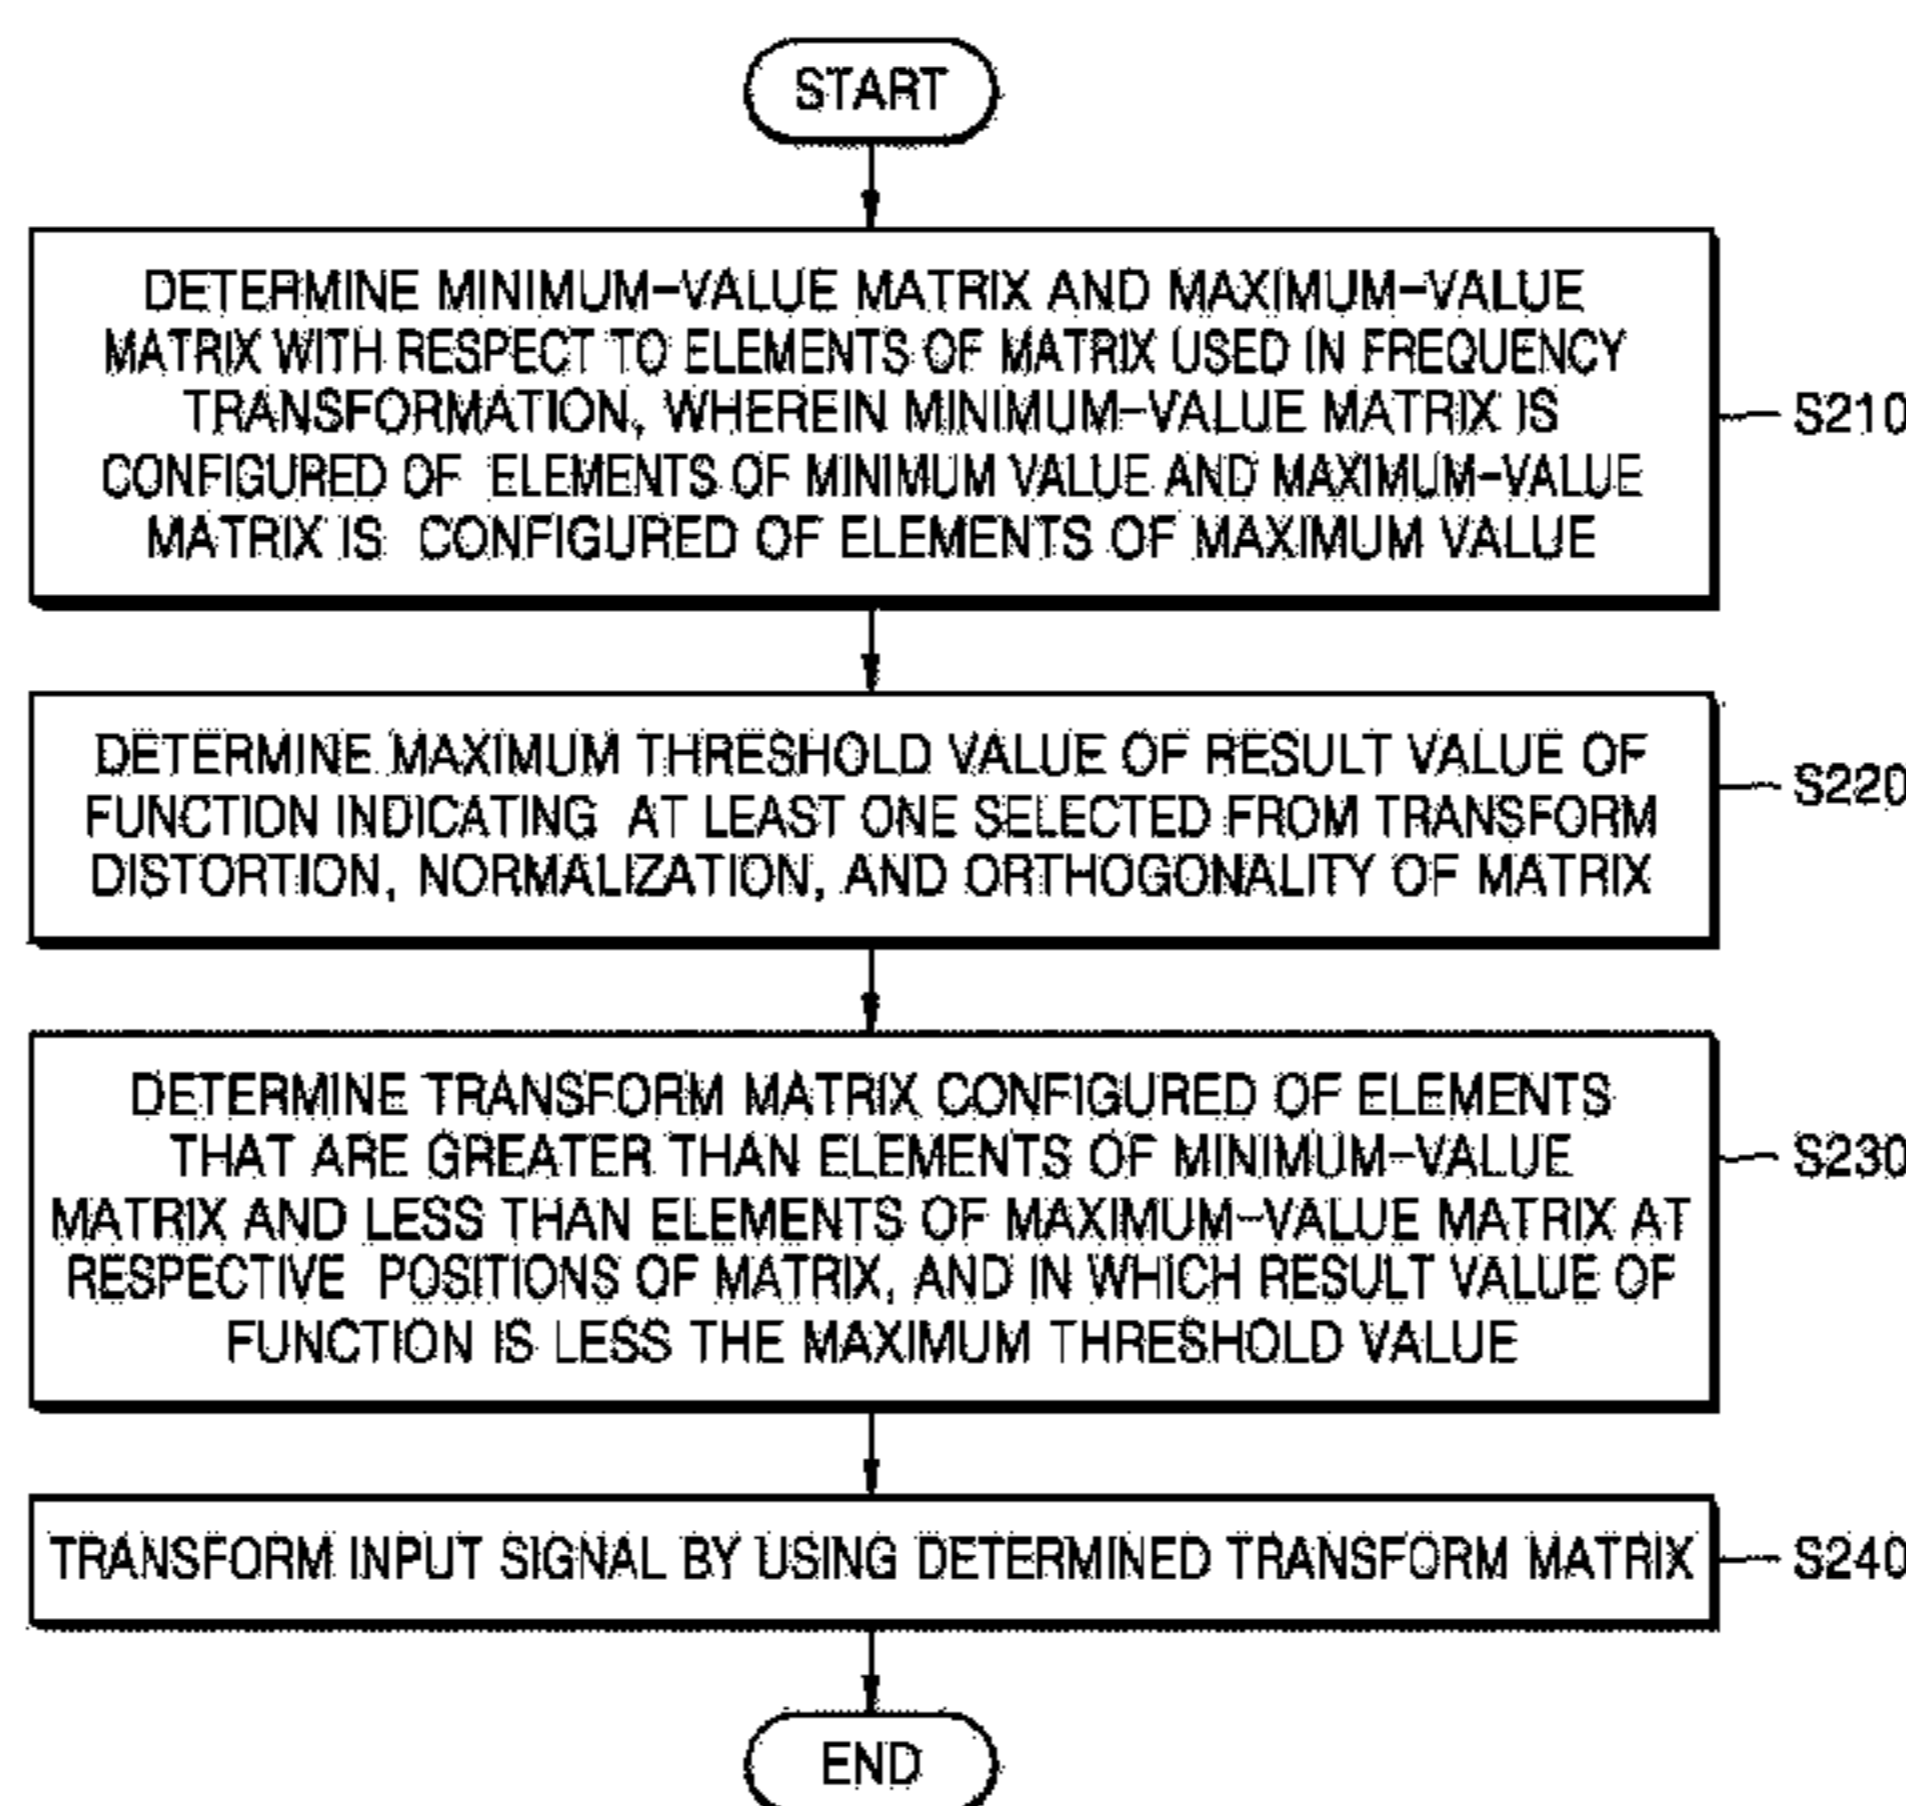 START
DETERMINE MINIMUM-VALUE MATRIX AND MAXIMUM-VALUE
MATRIX WITH RESPECT TO ELEMENTS OF MATRIX USED IN FREQUENCY
TRANSFORMATION, WHEREIN MINIMUM-VALUE MATRIX IS
CONFIGURED OF ELEMENTS OF MINIMUM VALUE AND MAXIMUM-VALUE
MATRIX IS CONFIGURED OF ELEMENTS OF MAXIMUM VALUE
S210
DETERMINE MAXIMUM THRESHOLD VALUE OF RESULT VALUE OF
FUNCTION INDICATING AT LEAST ONE SELECTED FROM TRANSFORM
DISTORTION, NORMALIZATION, AND ORTHOGONALITY OF MATRIX
S220
DETERMINE TRANSFORM MATRIX CONFIGURED OF ELEMENTS
THAT ARE GREATER THAN ELEMENTS OF MINIMUM-VALUE
MATRIX AND LESS THAN ELEMENTS OF MAXIMUM-VALUE MATRIX AT
RESPECTIVE POSITIONS OF MATRIX, AND IN WHICH RESULT VALUE OF
FUNCTION IS LESS THE MAXIMUM THRESHOLD VALUE
S230
TRANSFORM INPUT SIGNAL BY USING DETERMINED TRANSFORM MATRIX
S240
END